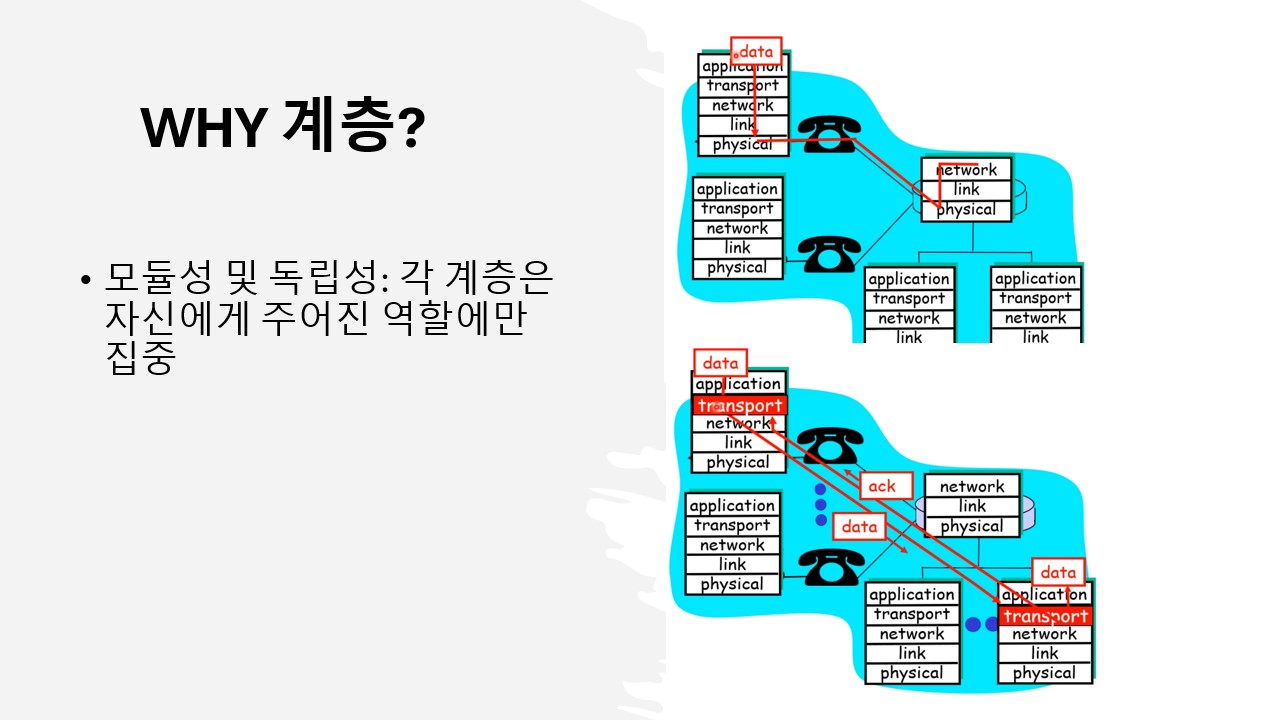 WHY 계층?
• 모듈성 및 독립성: 각 계층은
자신에게 주어진 역할에만
집중
data
application
transport
network
link
physical
application
transport
network
link
physical
network
link
physical
application
transport
network
link
application
transport
network
link
data
application
transport
network
link
physical
application
transport
network
link
physical
ack
data
network
link
physical
application
transport
network
link
physical
data
application
transport
network
link
physical